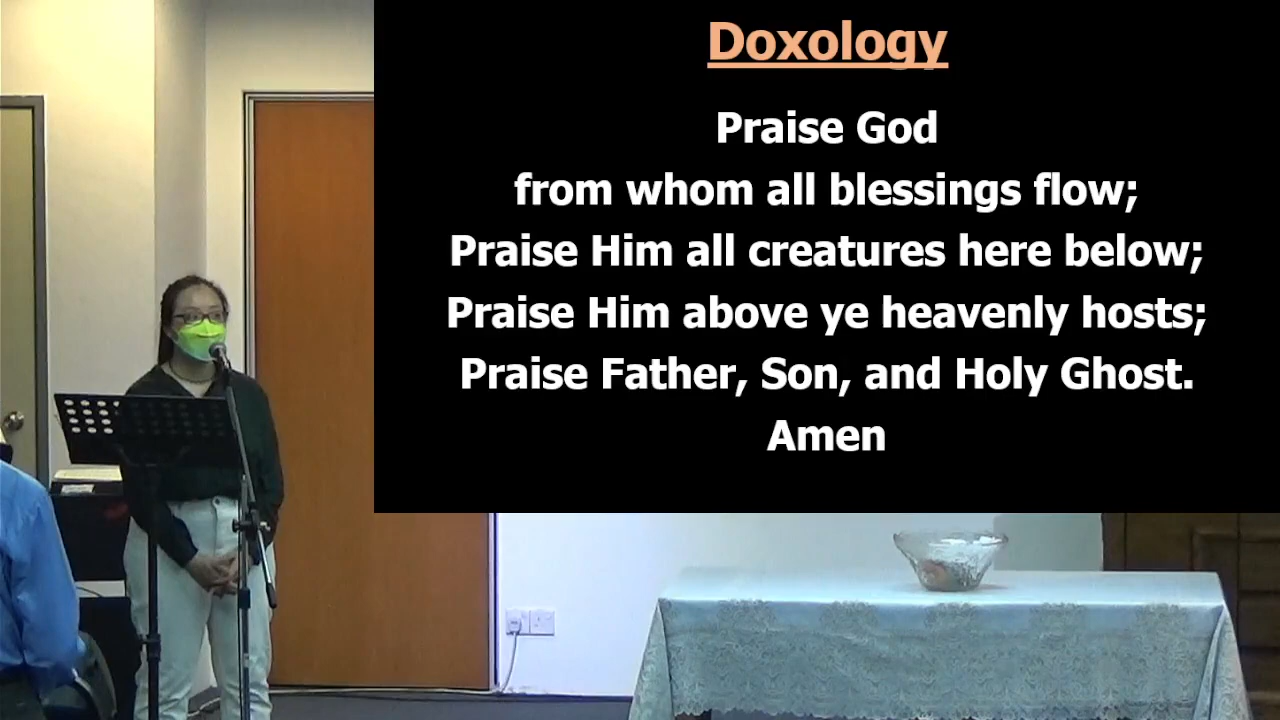 Doxology
Praise God
from whom all blessings flow;
Praise Him all creatures here below;
Praise Him above ye heavenly hosts;
Praise Father, Son, and Holy Ghost.
Amen